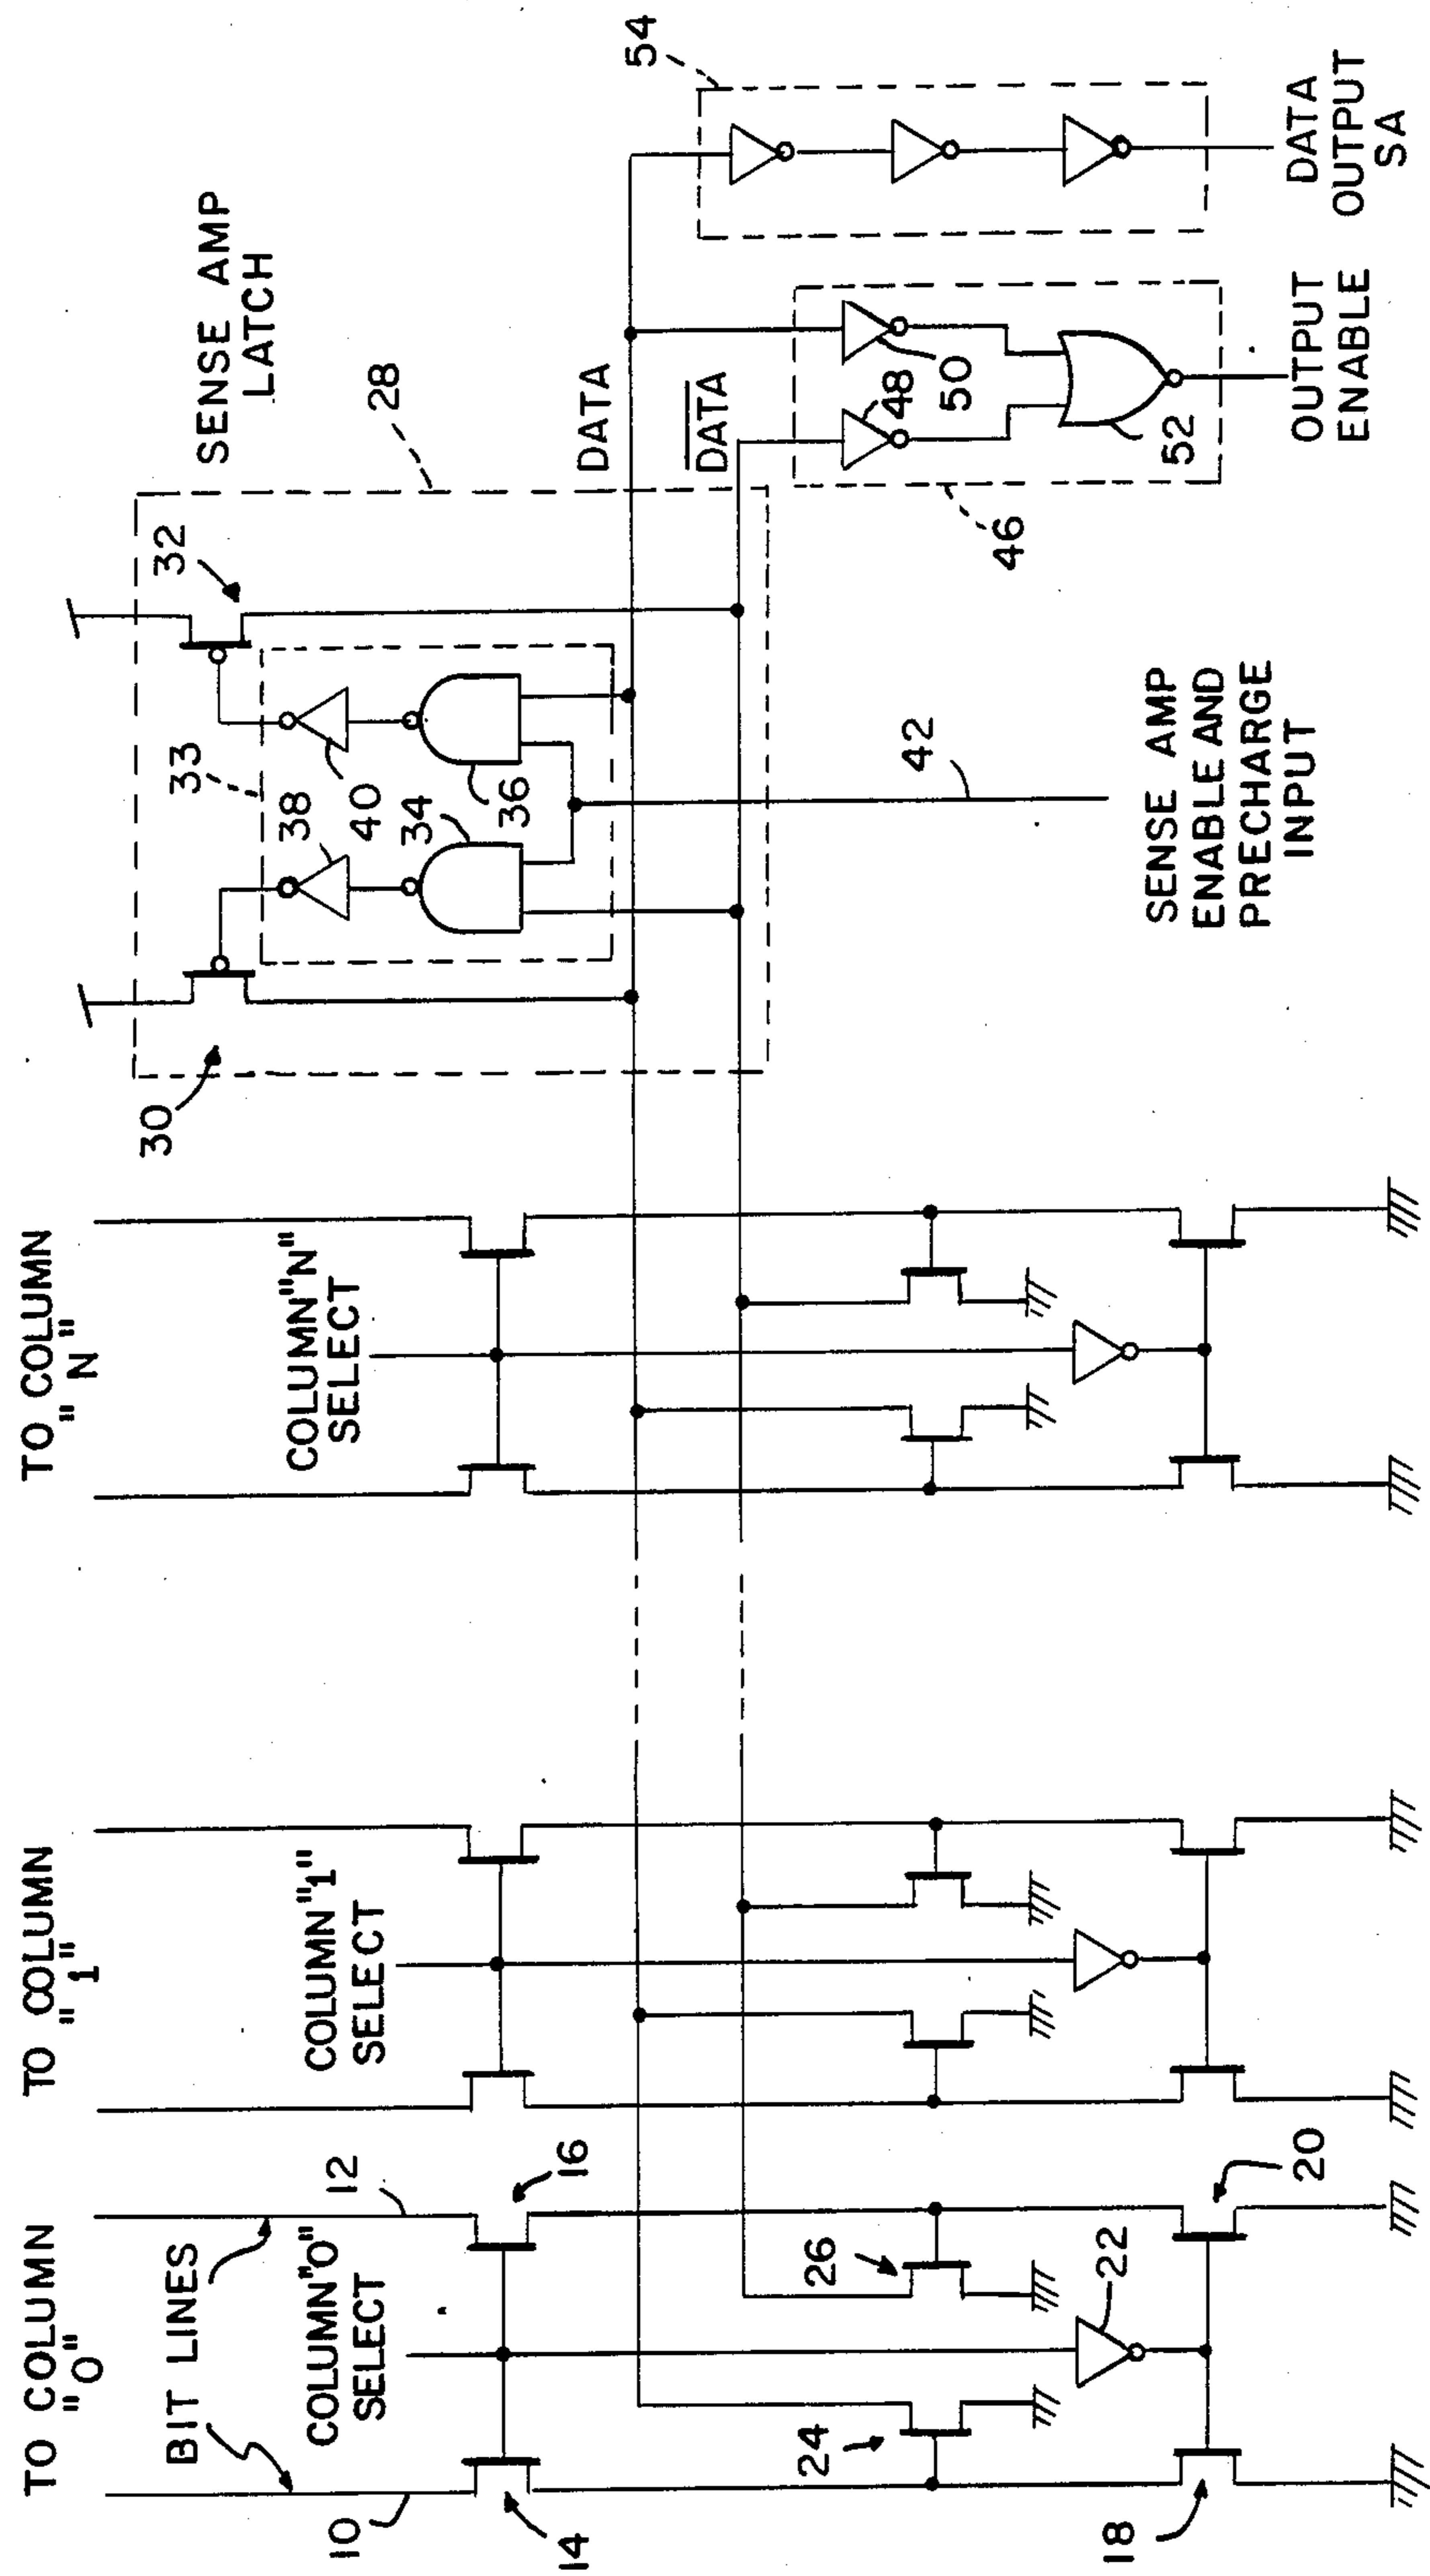 TO COLUMN
"O"
TO COLUMN
"1"
TO COLUMN
"N"
BIT LINES
10
12
COLUMN"O"
SELECT
COLUMN"1"
SELECT
COLUMN"N"
SELECT
14
16
24
26
22
18
20
SENSE AMP
LATCH
28
30
32
33
38
40
34
36
DATA
DATA
42
SENSE AMP
ENABLE AND
PRECHARGE
INPUT
48
50
52
46
54
OUTPUT
ENABLE
DATA
OUTPUT
SA